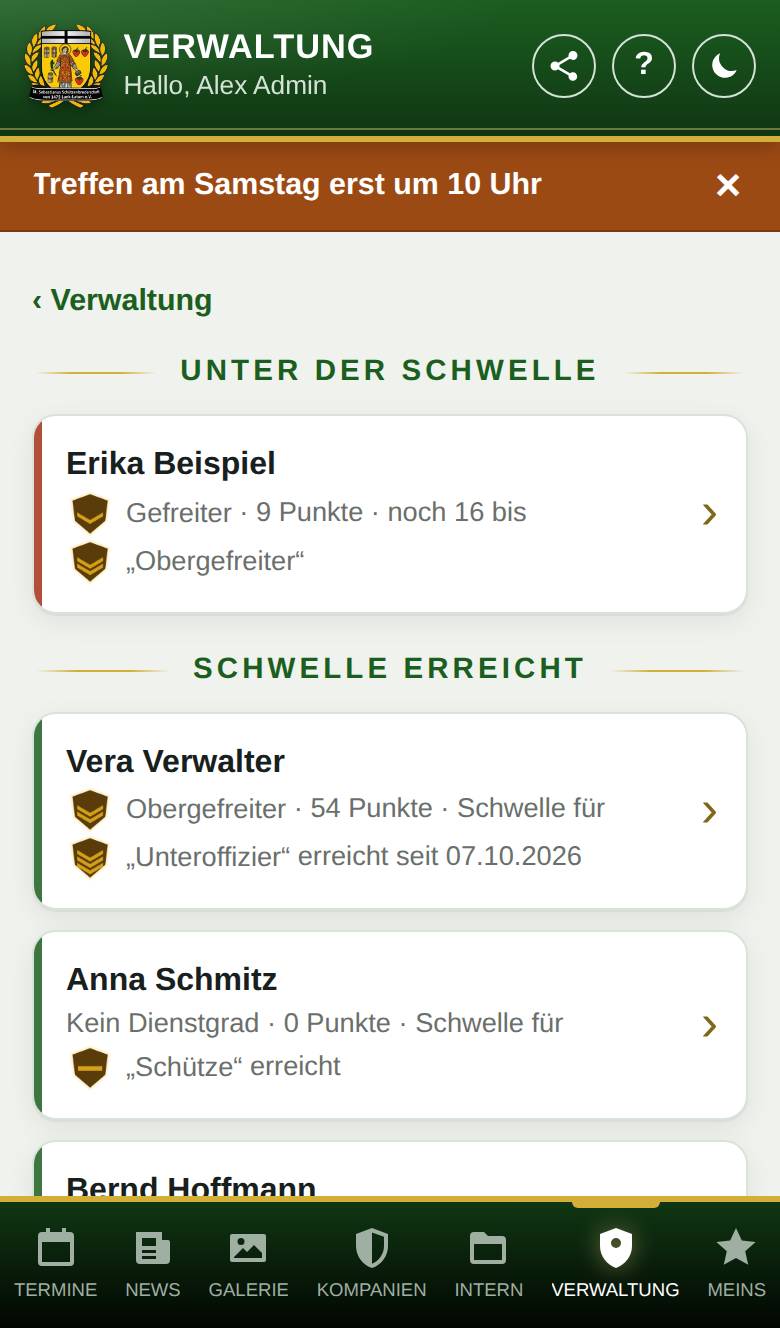 VERWALTUNG
Hallo, Alex Admin
?
Treffen am Samstag erst um 10 Uhr
×
‹ Verwaltung
UNTER DER SCHWELLE
Erika Beispiel
Gefreiter · 9 Punkte · noch 16 bis
„Obergefreiter“
›
SCHWELLE ERREICHT
Vera Verwalter
Obergefreiter · 54 Punkte · Schwelle für
„Unteroffizier“ erreicht seit 07.10.2026
›
Anna Schmitz
Kein Dienstgrad · 0 Punkte · Schwelle für
„Schütze“ erreicht
›
Bernd Hoffmann
TERMINE
NEWS
GALERIE
KOMPANIEN
INTERN
VERWALTUNG
MEINS